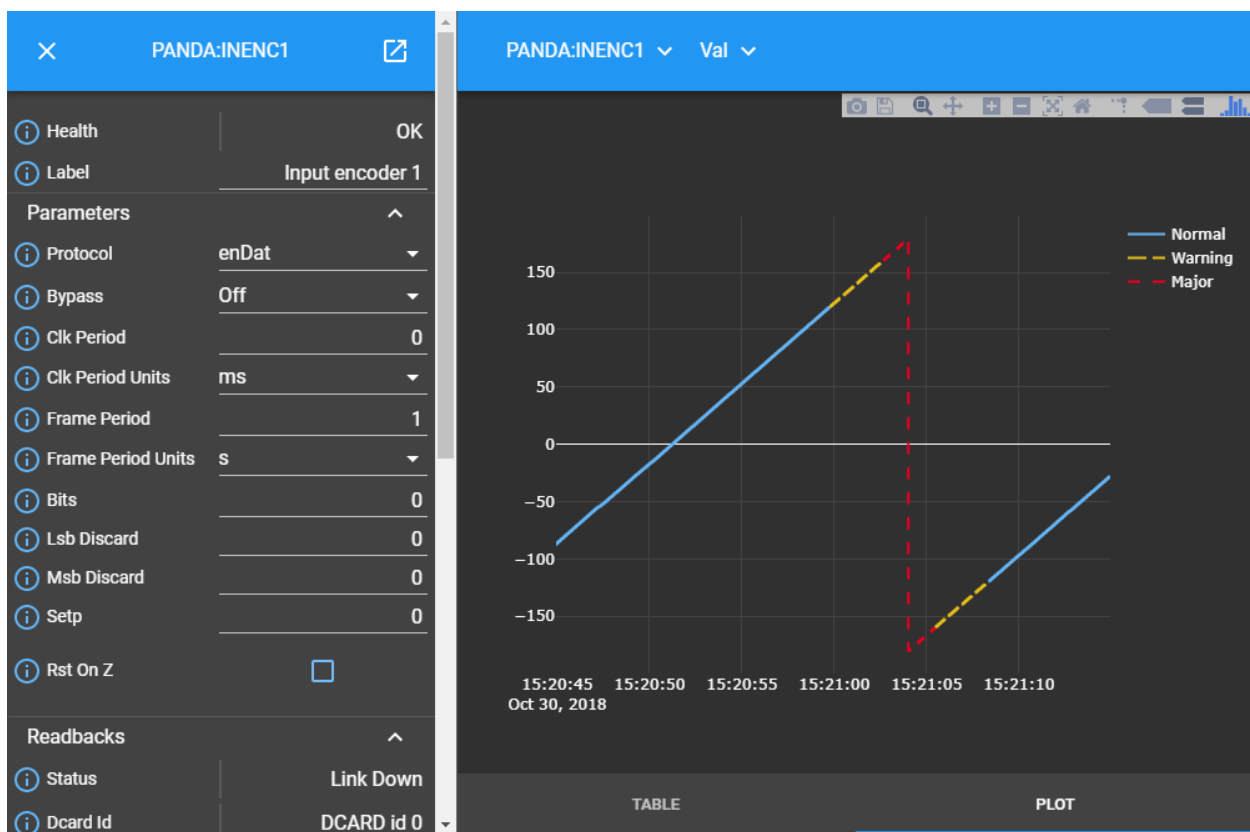 PANDA:INENC1
Health OK
Label Input encoder 1
Parameters
Protocol enDat
Bypass Off
Clk Period 0
Clk Period Units ms
Frame Period 1
Frame Period Units s
Bits 0
Lsb Discard 0
Msb Discard 0
Setp 0
Rst On Z
Readbacks
Status Link Down
Dcard Id DCARD id 0
PANDA:INENC1 Val
Normal
Warning
Major
150
100
50
0
−50
−100
−150
15:20:45 15:20:50 15:20:55 15:21:00 15:21:05 15:21:10
Oct 30, 2018
TABLE PLOT